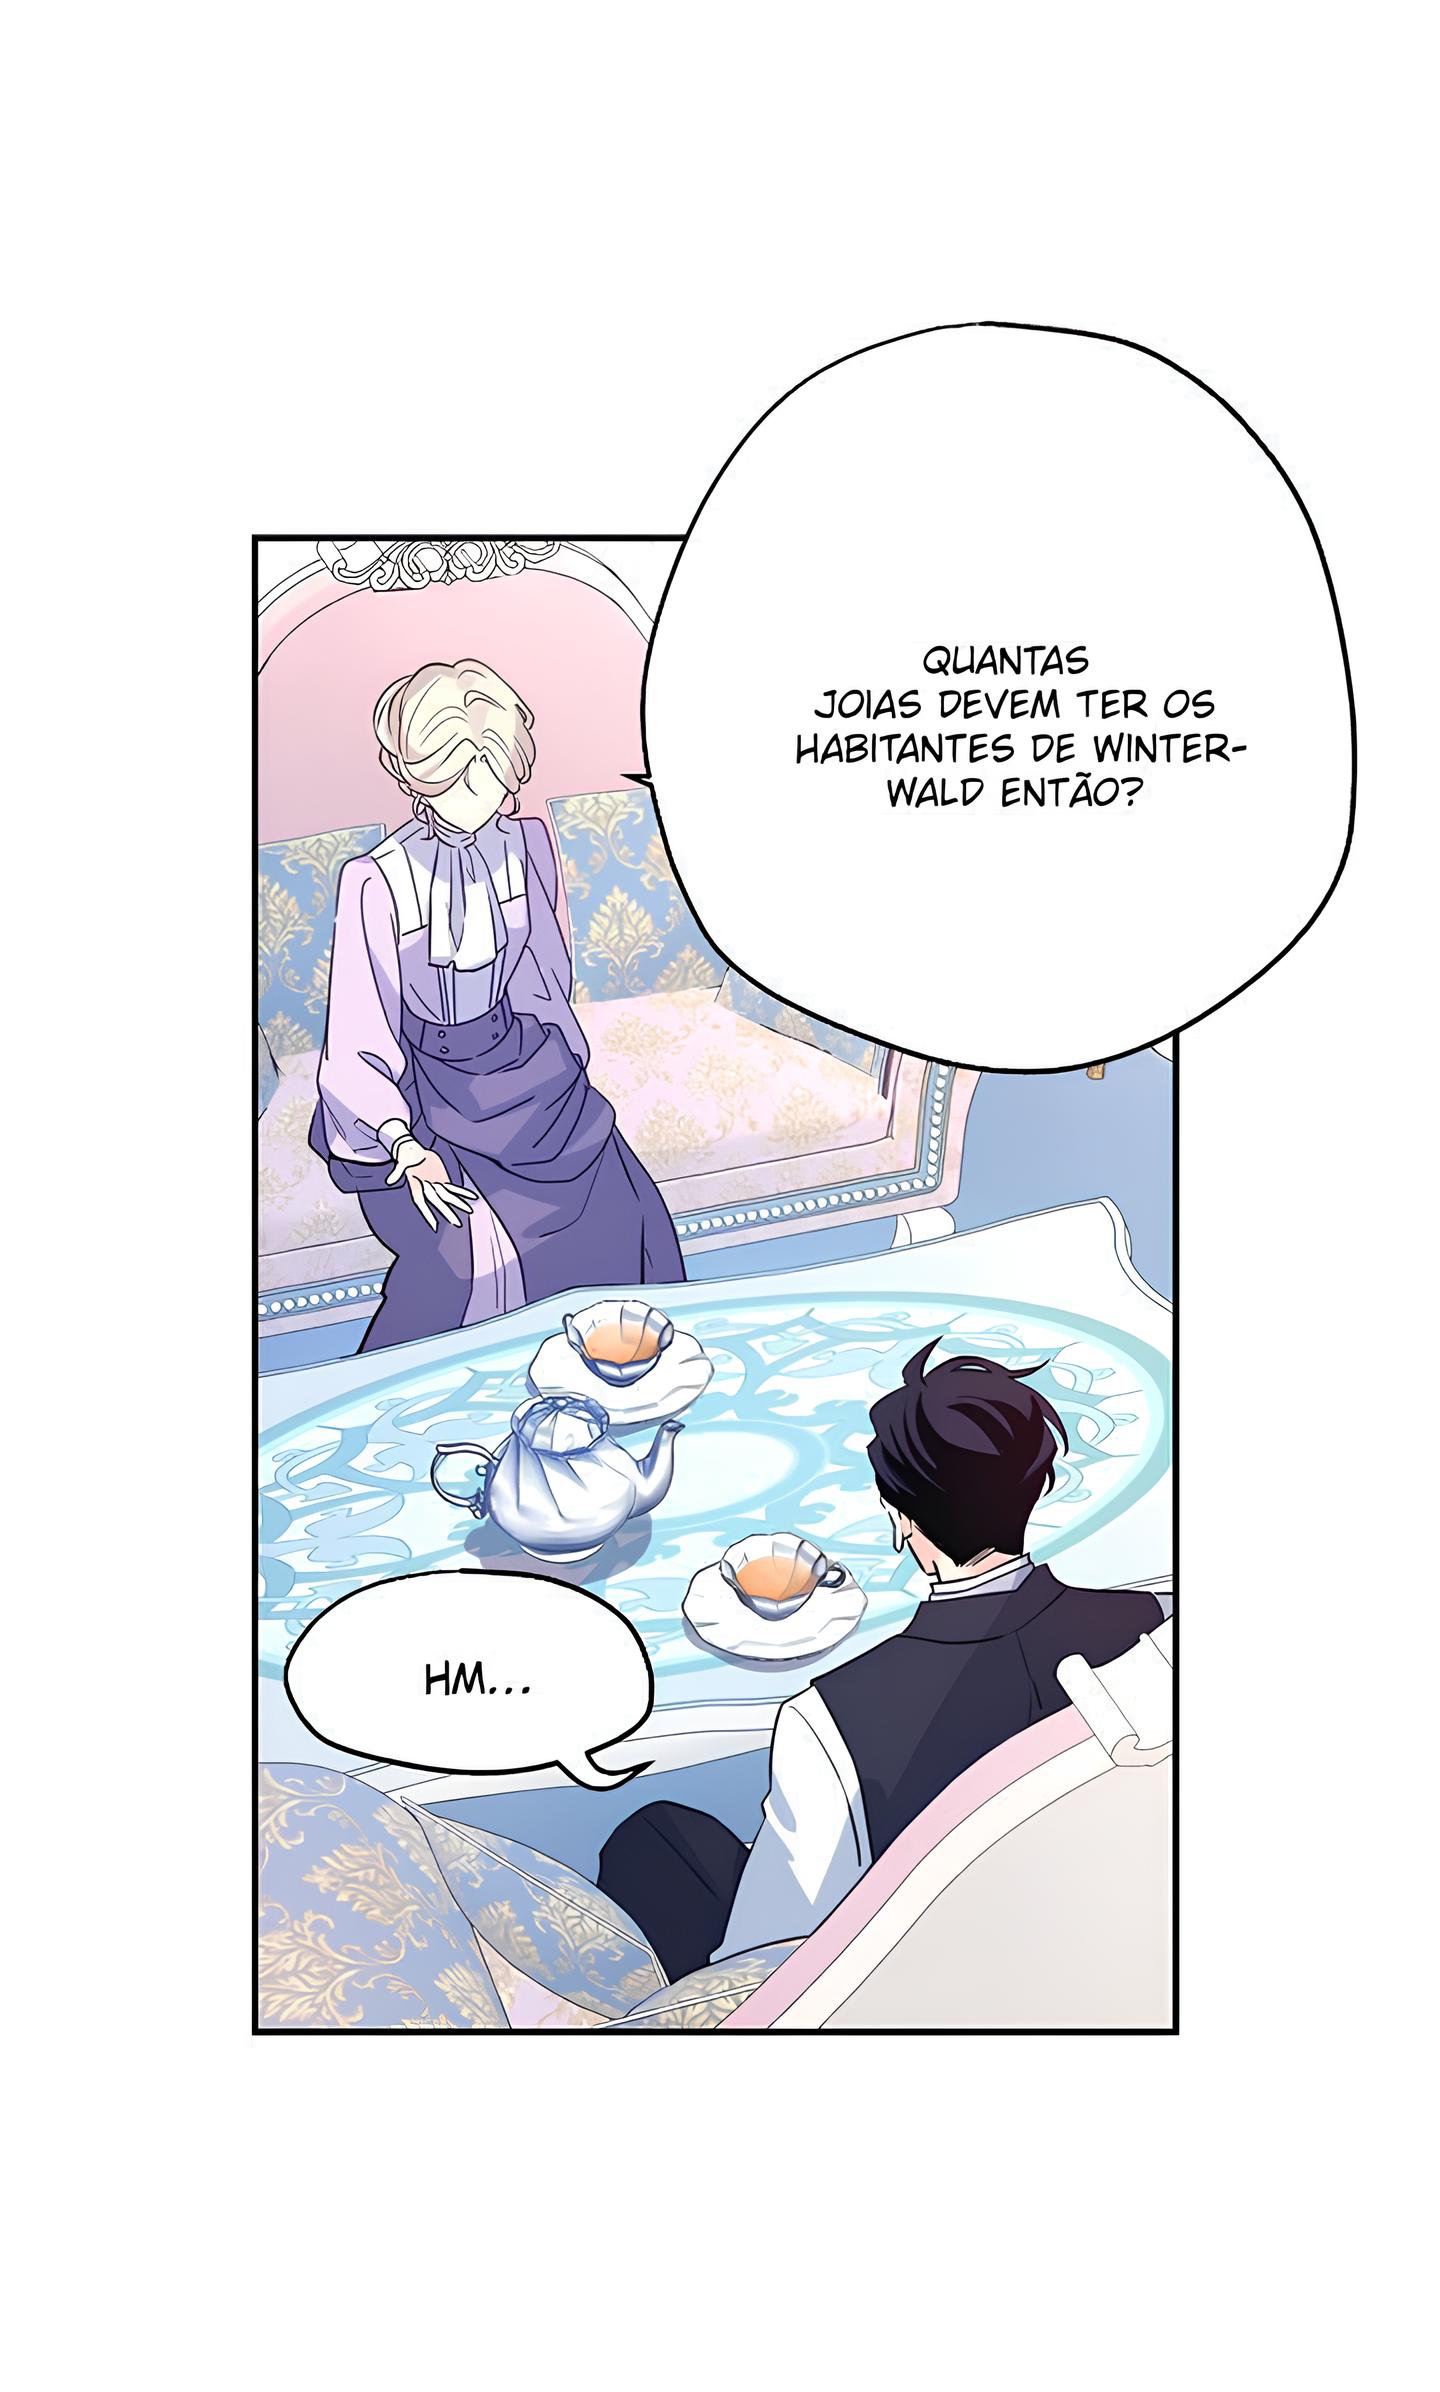 QUANTAS
JOIAS DEVEM TER OS
HABITANTES DE WINTER-
WALD ENTÃO?
HM...